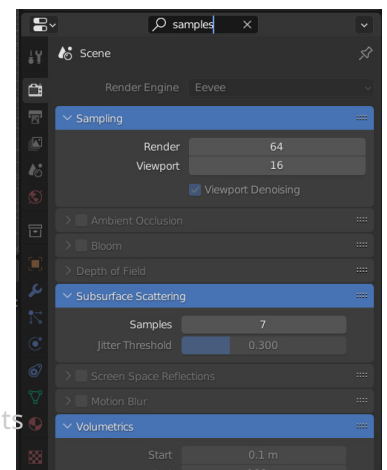 samples
Scene
Render Engine Eevee
Sampling
Render 64
Viewport 16
Viewport Denoising
Ambient Occlusion
Bloom
Depth of Field
Subsurface Scattering
Samples 7
Jitter Threshold 0.300
Screen Space Reflections
Motion Blur
ts
Volumetrics
Start 0.1 m